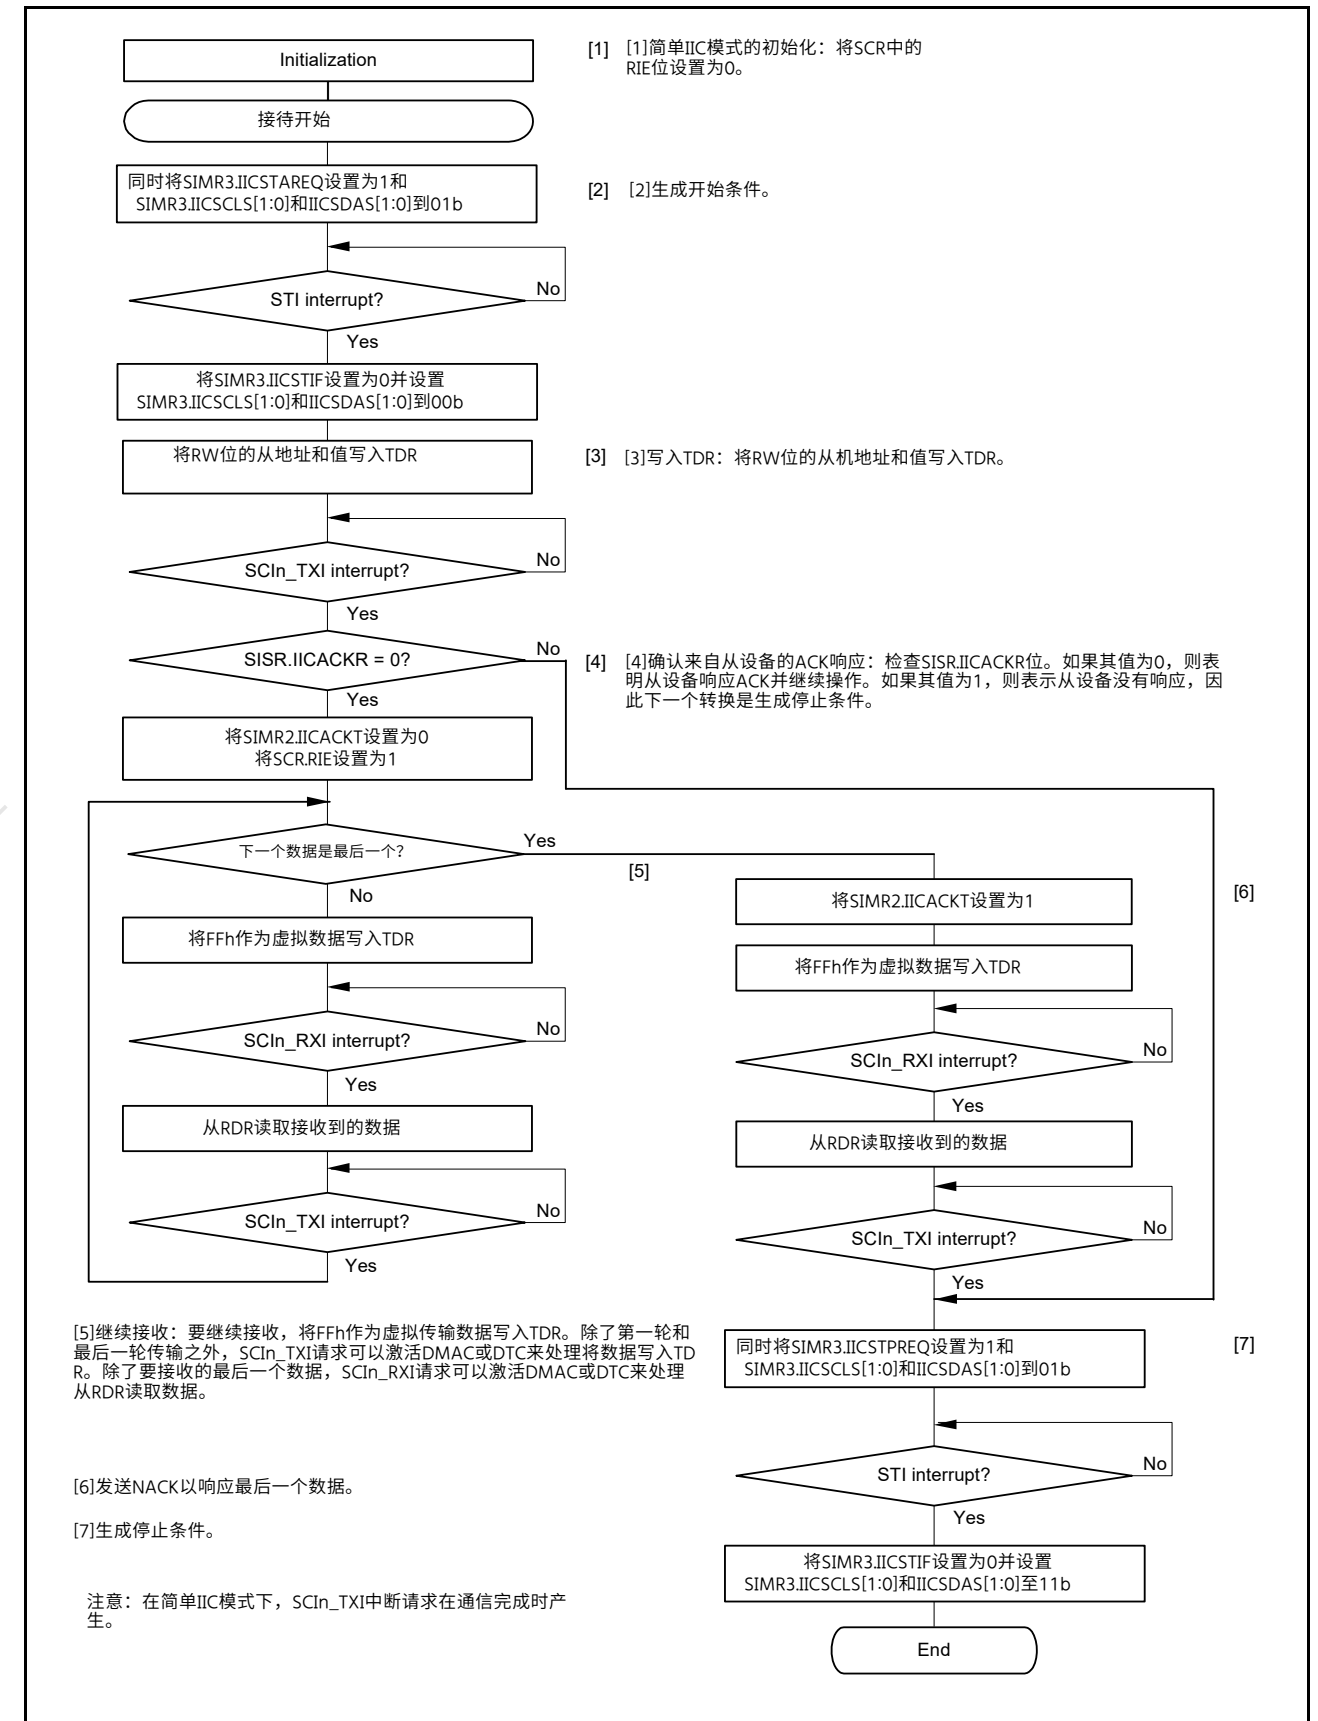 Initialization
[1] [1]简单IIC模式的初始化：将SCR中的
RIE位设置为0。
接待开始
同时将SIMR3.IICSTAREQ设置为1和
SIMR3.IICSCLS[1:0]和IICSDAS[1:0]到01b
[2] [2]生成开始条件。
STI interrupt?
No
Yes
将SIMR3.IICSTIF设置为0并设置
SIMR3.IICSCLS[1:0]和IICSDAS[1:0]到00b
将RW位的从地址和值写入TDR
[3] [3]写入TDR：将RW位的从机地址和值写入TDR。
SCIn_TXI interrupt?
No
Yes
SISR.IICACKR = 0?
No
Yes
[4] [4]确认来自从设备的ACK响应：检查SISR.IICACKR位。如果其值为0，则表
明从设备响应ACK并继续操作。如果其值为1，则表示从设备没有响应，因
此下一个转换是生成停止条件。
将SIMR2.IICACKT设置为0
将SCR.RIE设置为1
下一个数据是最后一个？
Yes
[5]
No
将FFh作为虚拟数据写入TDR
SCIn_RXI interrupt?
No
Yes
从RDR读取接收到的数据
SCIn_TXI interrupt?
No
Yes
将SIMR2.IICACKT设置为1
[6]
将FFh作为虚拟数据写入TDR
SCIn_RXI interrupt?
No
Yes
从RDR读取接收到的数据
SCIn_TXI interrupt?
No
Yes
同时将SIMR3.IICSTPREQ设置为1和
SIMR3.IICSCLS[1:0]和IICSDAS[1:0]到01b
[7]
STI interrupt?
No
Yes
将SIMR3.IICSTIF设置为0并设置
SIMR3.IICSCLS[1:0]和IICSDAS[1:0]至11b
End
[5]继续接收：要继续接收，将FFh作为虚拟传输数据写入TDR。除了第一轮和
最后一轮传输之外，SCIn_TXI请求可以激活DMAC或DTC来处理将数据写入TD
R。除了要接收的最后一个数据，SCIn_RXI请求可以激活DMAC或DTC来处理
从RDR读取数据。
[6]发送NACK以响应最后一个数据。
[7]生成停止条件。
注意：在简单IIC模式下，SCIn_TXI中断请求在通信完成时产
生。